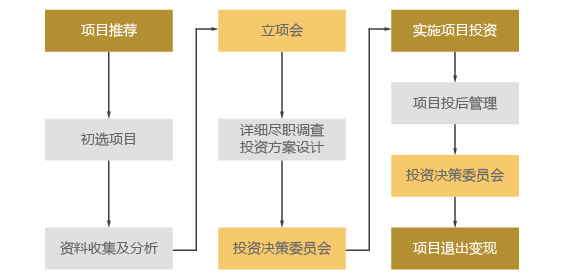 项目推荐
初选项目
资料收集及分析
立项会
详细尽职调查
投资方案设计
投资决策委员会
实施项目投资
项目投后管理
投资决策委员会
项目退出变现